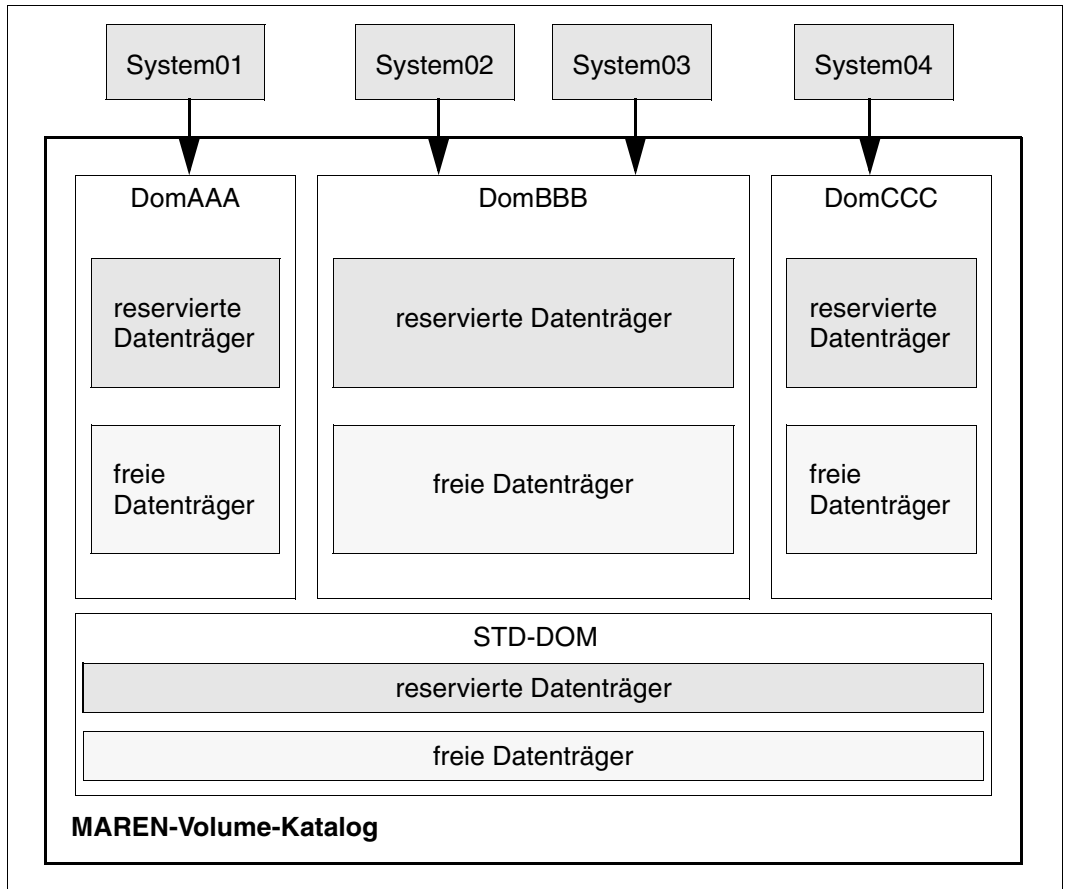 System01
System02
System03
System04
DomAAA
DomBBB
DomCCC
reservierte
Datenträger
reservierte Datenträger
reservierte
Datenträger
freie
Datenträger
freie Datenträger
freie
Datenträger
STD-DOM
reservierte Datenträger
freie Datenträger
MAREN-Volume-Katalog